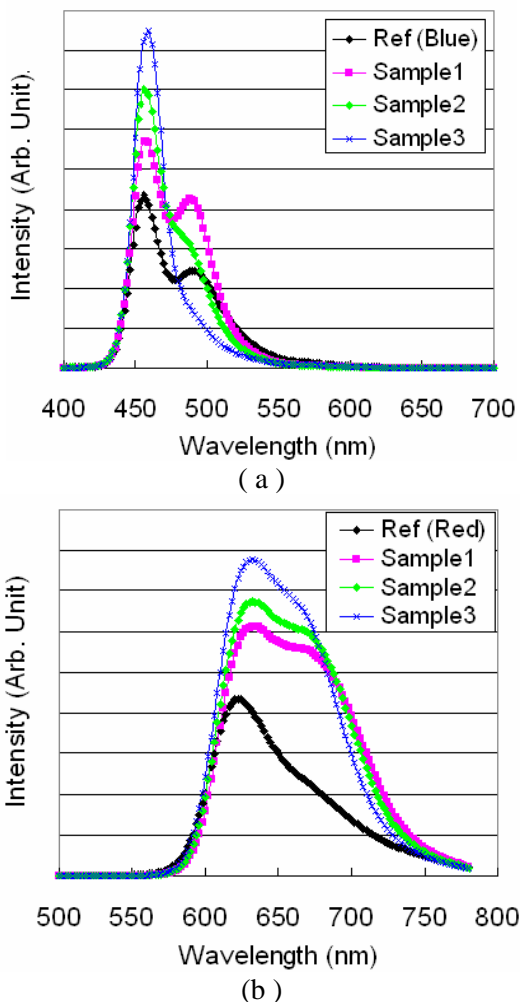 Intensity (Arb. Unit).
Ref (Blue)
Sample1
Sample2
Sample3
400 450 500 550 600 650 700
Wavelength (nm)
( a )
Intensity (Arb. Unit)
Ref (Red)
Sample1
Sample2
Sample3
500 550 600 650 700 750 800
Wavelength (nm)
(b )